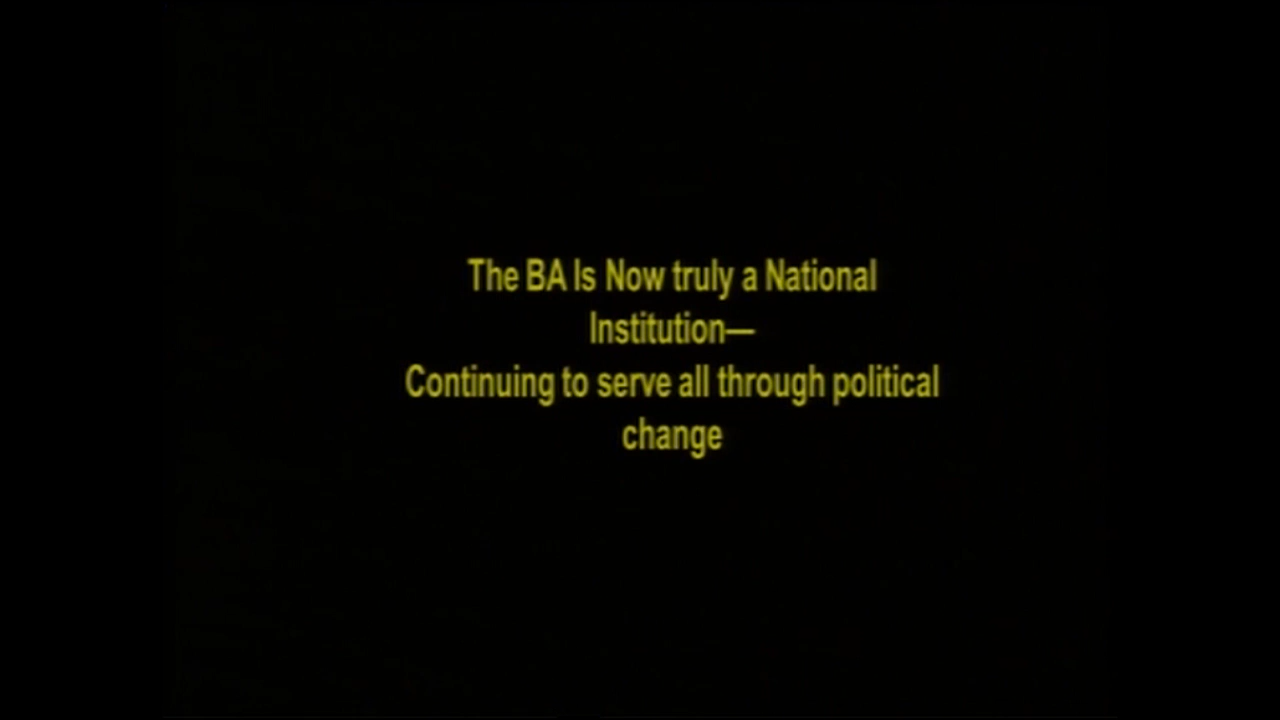 The BA Is Now truly a National
Institution—
Continuing to serve all through political
change